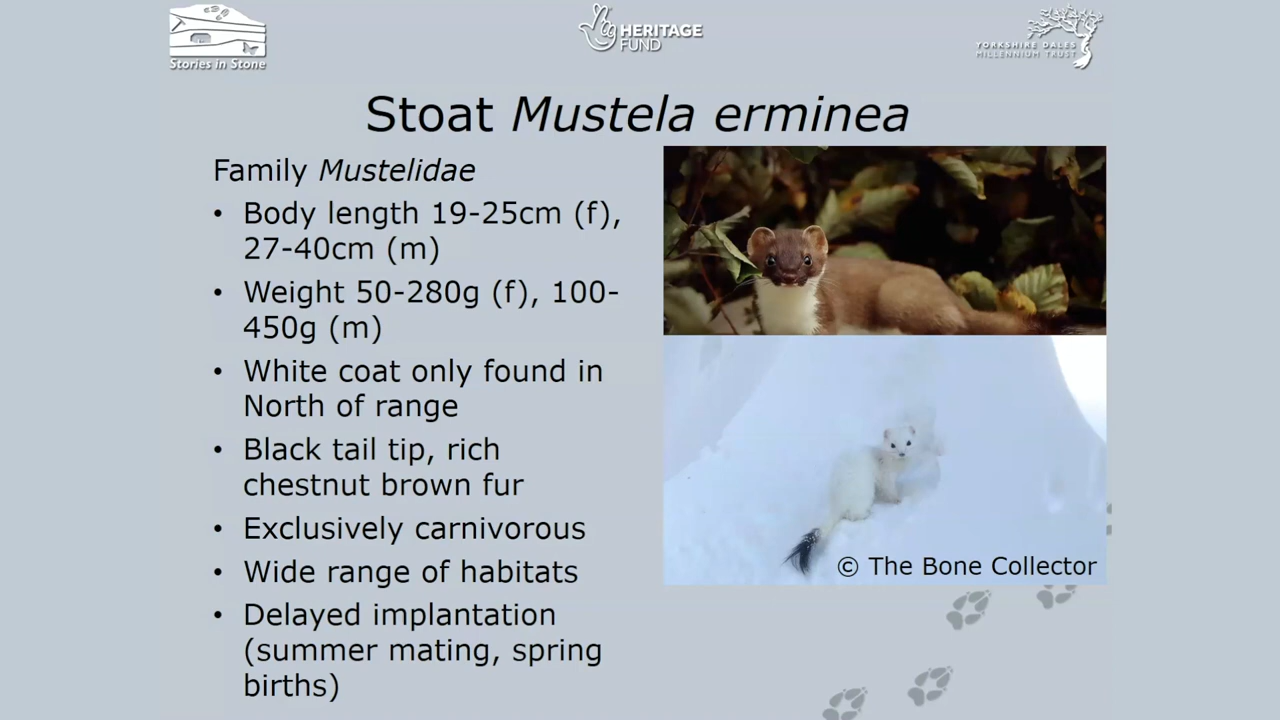 Stories in Stone
HERITAGE
FUND
YORKSHIRE DALES
MILLENNIUM TRUST
Stoat Mustela erminea
Family Mustelidae
• Body length 19-25cm (f),
27-40cm (m)
• Weight 50-280g (f), 100-
450g (m)
• White coat only found in
North of range
• Black tail tip, rich
chestnut brown fur
• Exclusively carnivorous
• Wide range of habitats
• Delayed implantation
(summer mating, spring
births)
© The Bone Collector